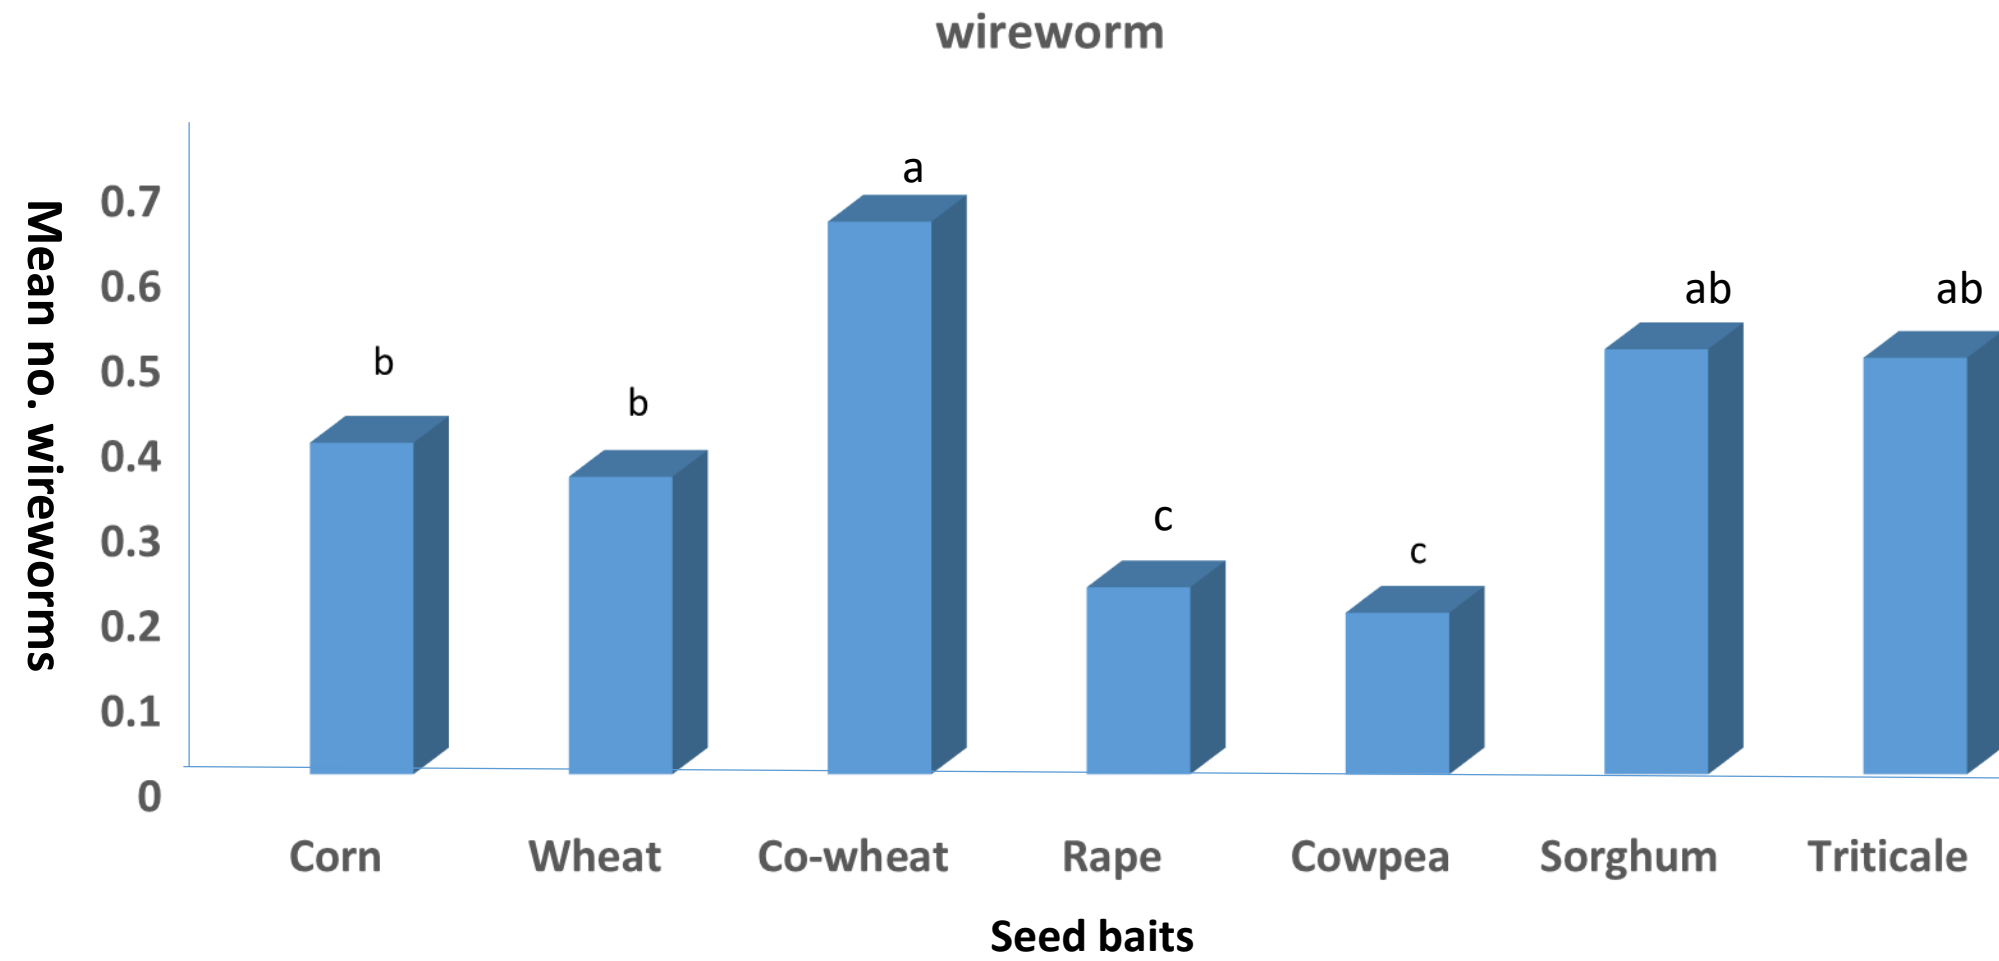 wireworm
Mean no. wireworms
0.7
0.6
0.5
0.4
0.3
0.2
0.1
0
b
b
a
c
c
ab
ab
Corn
Wheat
Co-wheat
Rape
Cowpea
Sorghum
Triticale
Seed baits